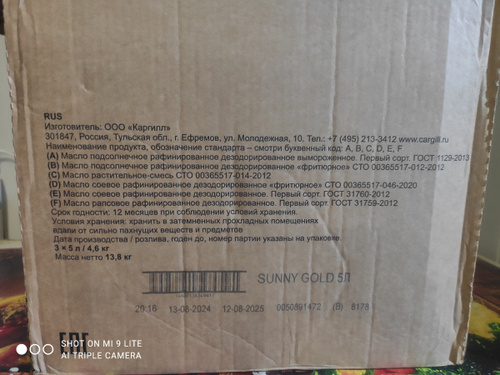 RUS
Изготовитель: ООО «Каргилл»
301847, Россия, Тульская обл., г. Ефремов, ул. Молодежная, 10. Тел.: +7 (495) 213-3412 www.cargill.ru
Наименование продукта, обозначение стандарта – смотри буквенный код: A, B, C, D, E, F
(A) Масло подсолнечное рафинированное дезодорированное вымороженное. Первый сорт. ГОСТ 1129-2013
(B) Масло подсолнечное рафинированное дезодорированное «фритюрное» СТО 00365517-012-2012
(C) Масло растительное-смесь СТО 00365517-014-2012
(D) Масло соевое рафинированное дезодорированное «фритюрное» СТО 00365517-046-2020
(E) Масло соевое рафинированное дезодорированное. Первый сорт. ГОСТ 31760-2012
(F) Масло рапсовое рафинированное дезодорированное. Первый сорт. ГОСТ 31759-2012
Срок годности: 12 месяцев при соблюдении условий хранения.
Условия хранения: хранить в затемненных прохладных помещениях
вдали от сильно пахнущих веществ и предметов
Дата производства / розлива, годен до, номер партии указаны на упаковке.
3 × 5 л / 4,6 кг
Масса нетто 13,8 кг
SUNNY GOLD 5Л
20:16 13-08-2024 12-08-2025 0050891472 (B) 8178
EAC
SHOT ON MI 9 LITE
AI TRIPLE CAMERA